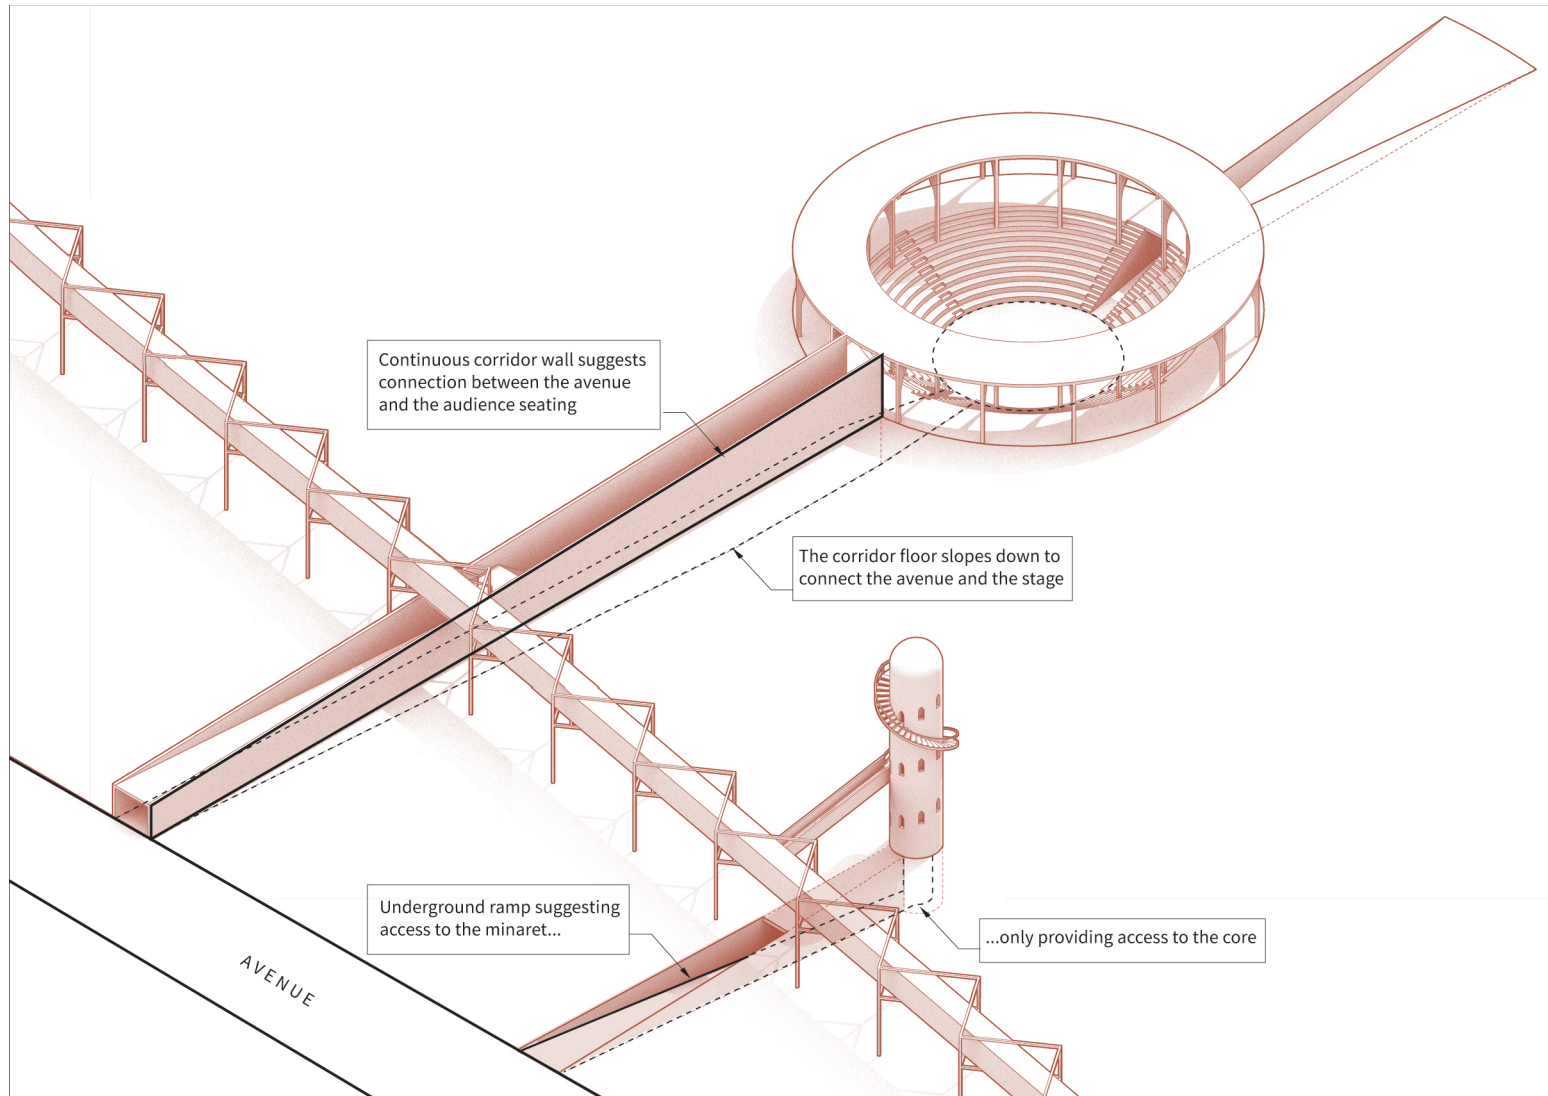 Continuous corridor wall suggests
connection between the avenue
and the audience seating
The corridor floor slopes down to
connect the avenue and the stage
Underground ramp suggesting
access to the minaret...
...only providing access to the core
AVENUE